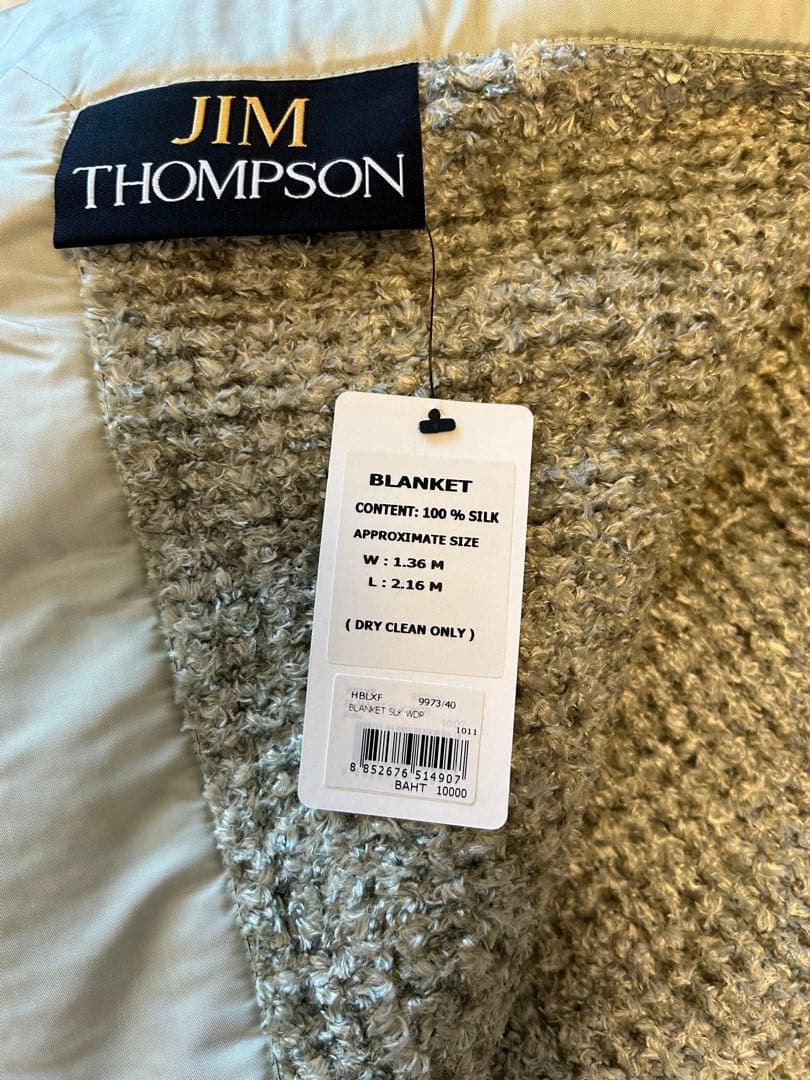 JIM
THOMPSON
BLANKET
CONTENT: 100 % SILK
APPROXIMATE SIZE
W : 1.36 M
L : 2.16 M
( DRY CLEAN ONLY )
HBLXF 9973/40
BLANKET SLK WDP
1011
8 852676 514907
BAHT 10000